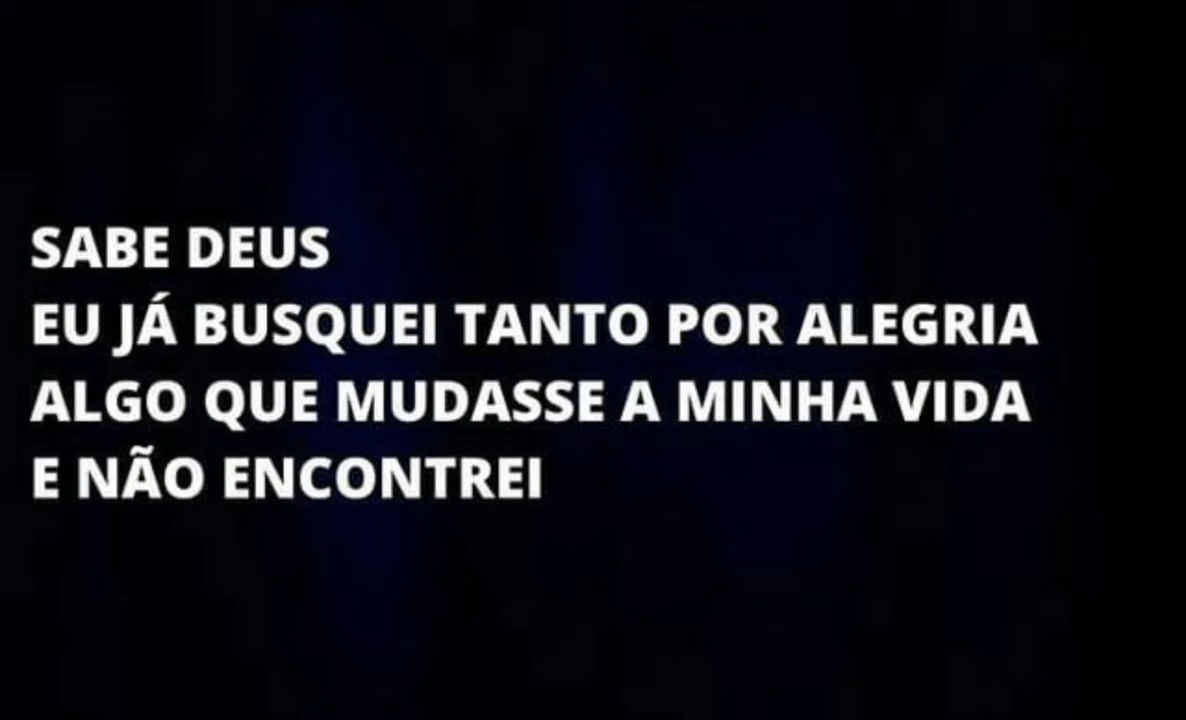 SABE DEUS
EU JÁ BUSQUEI TANTO POR ALEGRIA
ALGO QUE MUDASSE A MINHA VIDA
E NÃO ENCONTREI